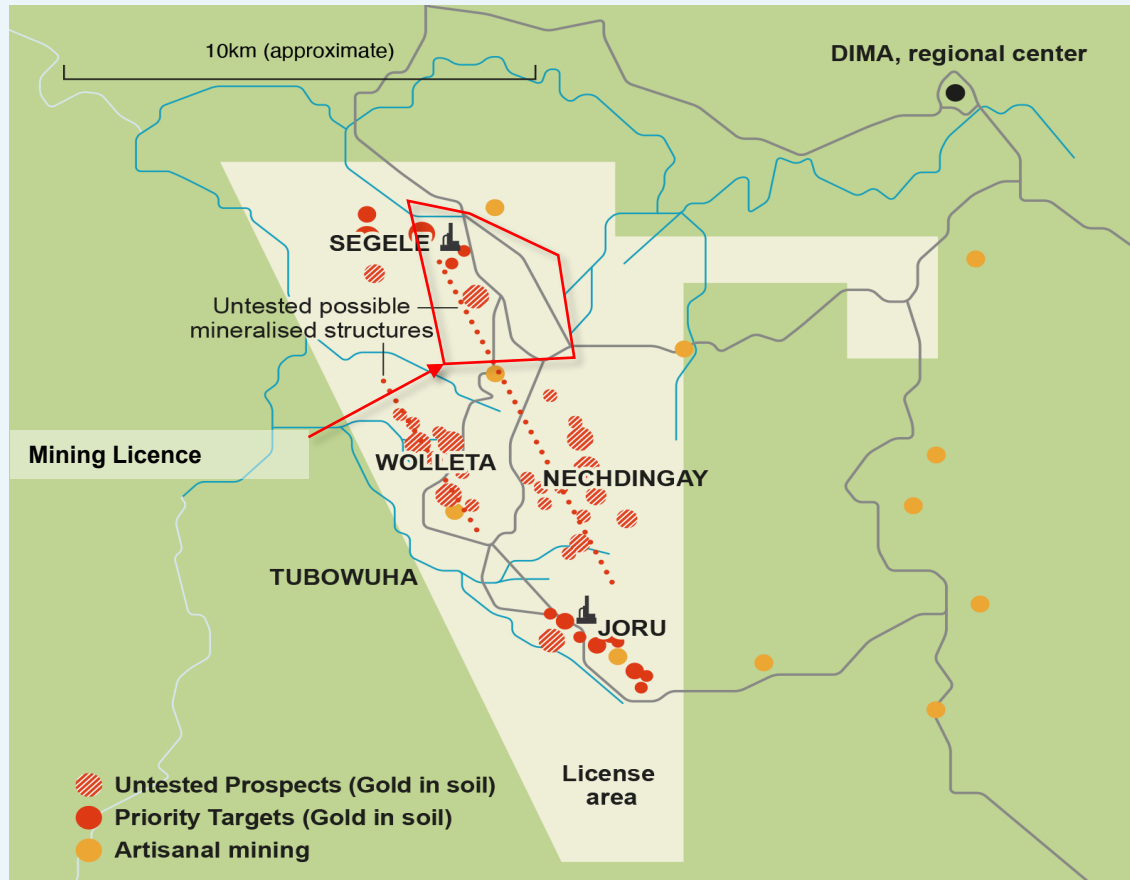 10km (approximate)
DIMA, regional center
SEGELE
Untested possible
mineralised structures
Mining Licence
WOLLETA
NECHDINGAY
TUBOWUHA
JORU
License
area
Untested Prospects (Gold in soil)
Priority Targets (Gold in soil)
Artisanal mining